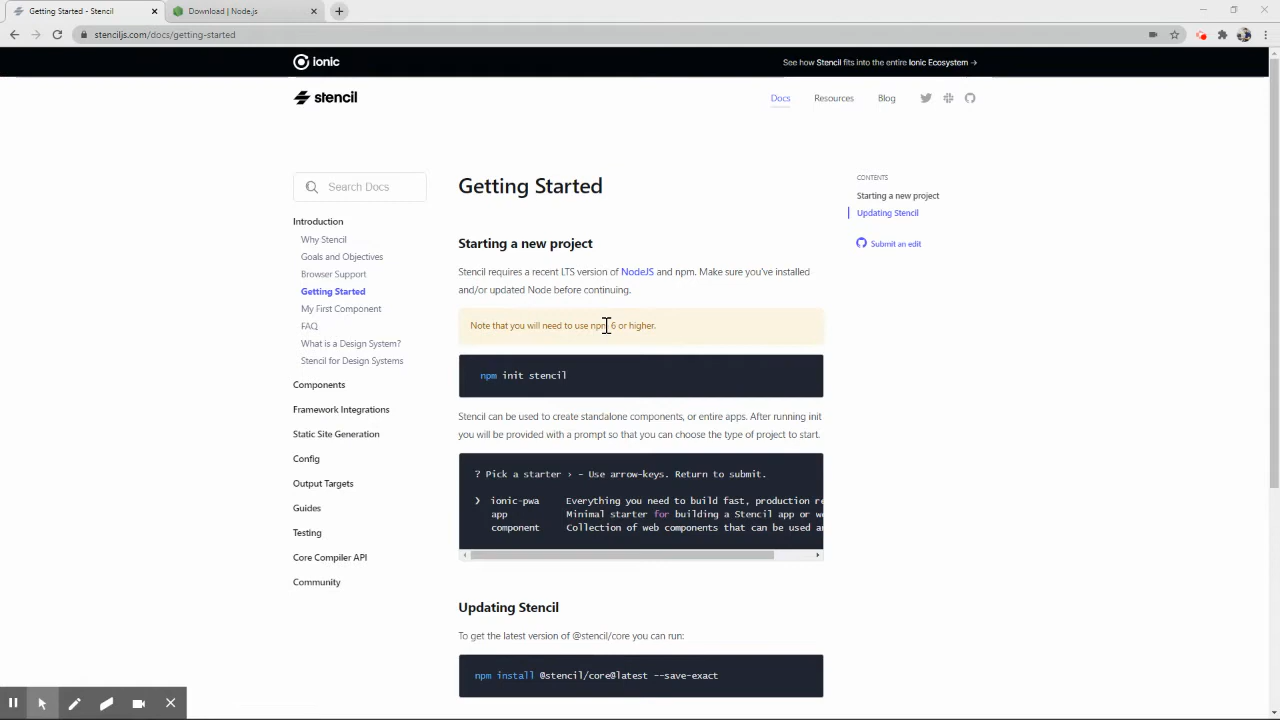 Getting Started - Stencil
Download | Node.js
stenciljs.com/docs/getting-started
ionic
See how Stencil fits into the entire Ionic Ecosystem →
stencil
Docs
Resources
Blog
Search Docs
Introduction
Why Stencil
Goals and Objectives
Browser Support
Getting Started
My First Component
FAQ
What is a Design System?
Stencil for Design Systems
Components
Framework Integrations
Static Site Generation
Config
Output Targets
Guides
Testing
Core Compiler API
Community
Getting Started
Starting a new project
Stencil requires a recent LTS version of NodeJS and npm. Make sure you've installed
and/or updated Node before continuing.
Note that you will need to use npm 6 or higher.
npm init stencil
Stencil can be used to create standalone components, or entire apps. After running init
you will be provided with a prompt so that you can choose the type of project to start.
? Pick a starter › - Use arrow-keys. Return to submit.
❯ ionic-pwa Everything you need to build fast, production re
app Minimal starter for building a Stencil app or we
component Collection of web components that can be used an
Updating Stencil
To get the latest version of @stencil/core you can run:
npm install @stencil/core@latest --save-exact
CONTENTS
Starting a new project
Updating Stencil
Submit an edit